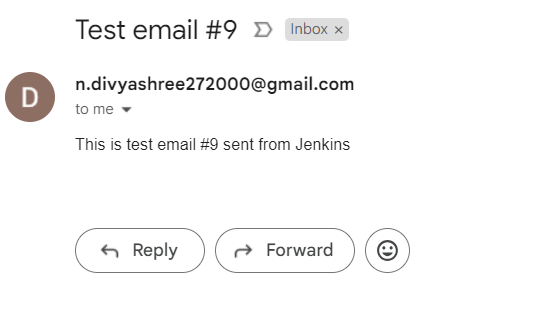 Test email #9 Inbox ×
D
n.divyashree272000@gmail.com
to me
This is test email #9 sent from Jenkins
Reply Forward